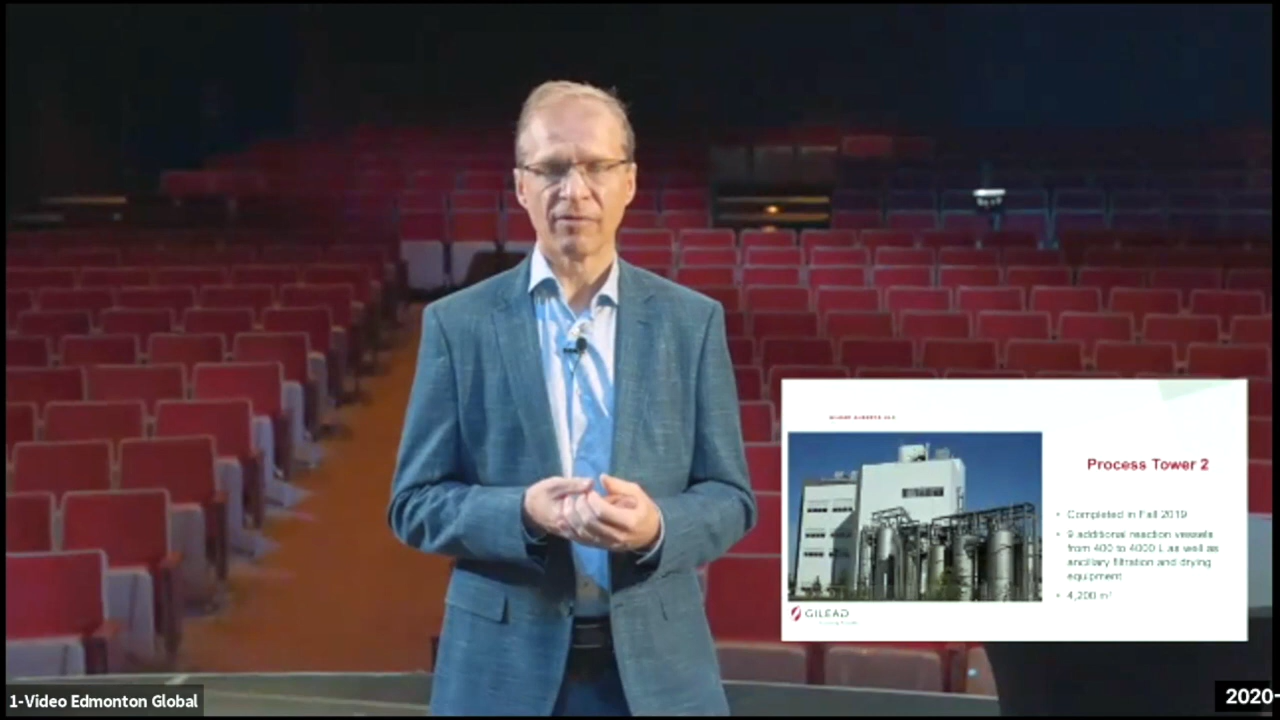 Process Tower 2
• Completed in Fall 2019
• 9 additional reaction vessels
from 400 to 4000 L as well as
ancillary filtration and drying
equipment
• 4,200 m²
GILEAD
1-Video Edmonton Global
2020-